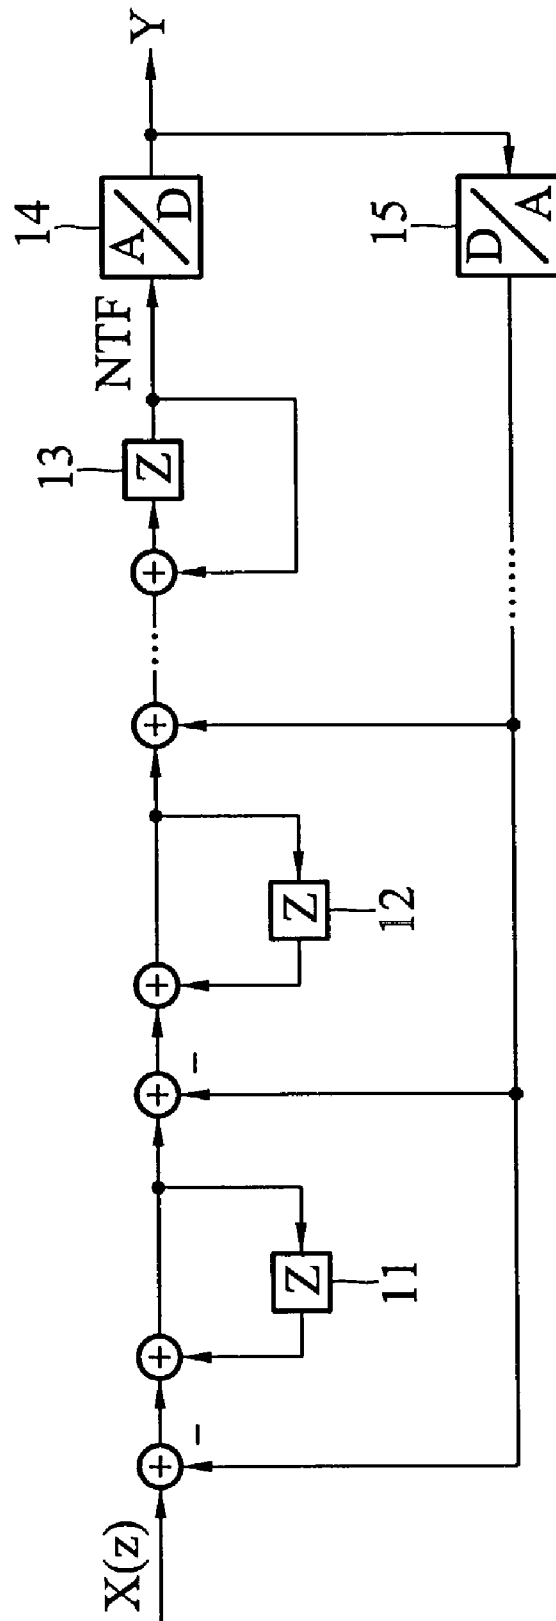 X(z)
+
−
+
Z
11
+
−
+
Z
12
+
....
+
Z
13
NTF
A/D
14
Y
D/A
15
......